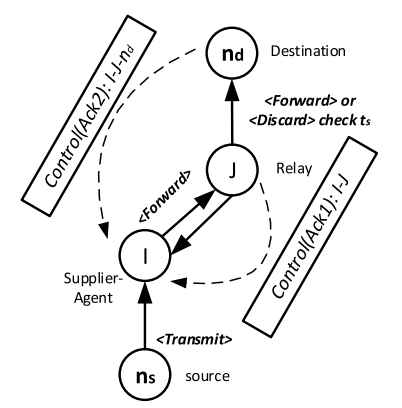 Control(Ack2): I-J-nd
nd
Destination
<Forward> or
<Discard> check ts
J
Relay
<Forward>
Control(Ack1): I-J
I
Supplier-
Agent
<Transmit>
ns
source